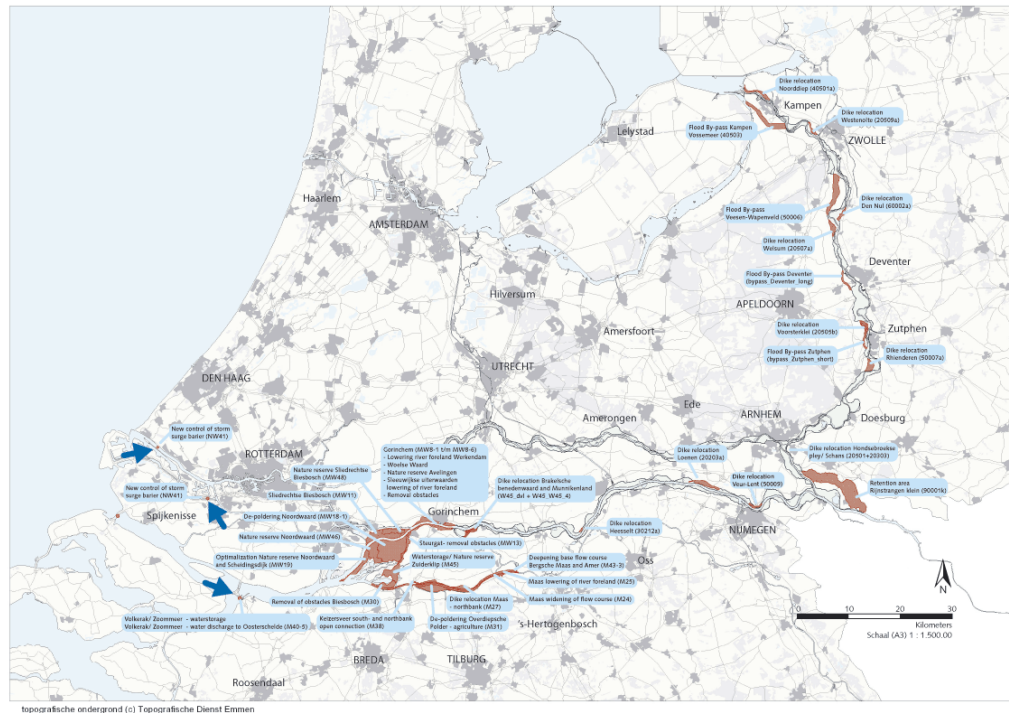 Dike relocation
Noorddiep (40501a)
Kampen
Dike relocation
Westenolte (20509a)
Lelystad
Flood By-pass Kampen
Vossemeer (40503)
ZWOLLE
Haarlem
AMSTERDAM
Flood By-pass
Veesen-Wapenveld (50006)
Dike relocation
Den Nul (60002a)
Dike relocation
Welsum (20507a)
Deventer
Flood By-pass Deventer
(bypass_Deventer_long)
Hilversum
APELDOORN
Amersfoort
Dike relocation
Voorsterklei (20505b)
Zutphen
Flood By-pass Zutphen
(bypass_Zutphen_short)
Dike relocation
Rhienderen (50007a)
UTRECHT
DEN HAAG
Ede
Amerongen
ARNHEM
Doesburg
New control of storm
surge barier (NW41)
ROTTERDAM
Gorinchem (MW8-1 t/m MW8-6)
- Lowering river foreland Werkendam
- Woelse Waard
- Nature reserve Avelingen
- Sleeuwijkse uiterwaarden
lowering of river foreland
- Removal obstacles
Nature reserve Sliedrechtse
Biesbosch (MW48)
Dike relocation Brakelsche
benedenwaard and Munnikenland
(W45_del + W45_W45_4)
Dike relocation
Loenen (20203a)
Dike relocation Hondsbroeksche
pley/ Schans (20501+20303)
New control of storm
surge barier (NW41)
Sliedrechtse Biesbosch (MW11)
Dike relocation
Veur-Lent (50009)
Retention area
Rijnstrangen klein (90001b)
Spijkenisse
De-poldering Noordwaard (MW18-1)
Gorinchem
NIJMEGEN
Dike relocation
Heeselt (30212a)
Nature reserve Noordwaard (MW46)
Steurgat- removal obstacles (MW13)
Optimalization Nature reserve Noordwaard
and Scheidingsdijk (MW19)
Waterstorage/ Nature reserve
Zuiderklip (M45)
Deepening base flow course
Bergsche Maas and Amer (M43-3)
Oss
Maas lowering of river foreland (M25)
Removal of obstacles Biesbosch (M30)
Dike relocation Maas
- northbank (M27)
Maas widening of flow course (M24)
Volkerak/ Zoommeer - waterstorage
Volkerak/ Zoommeer - water discharge to Oosterschelde (M40-5)
Keizersveer south- and northbank
open connection (M38)
De-poldering Overdiepsche
Polder - agriculture (M31)
's-Hertogenbosch
BREDA
TILBURG
Roosendaal
N
0
10
20
30
Kilometers
Schaal (A3) 1 : 1.500.00
topografische ondergrond (c) Topografische Dienst Emmen